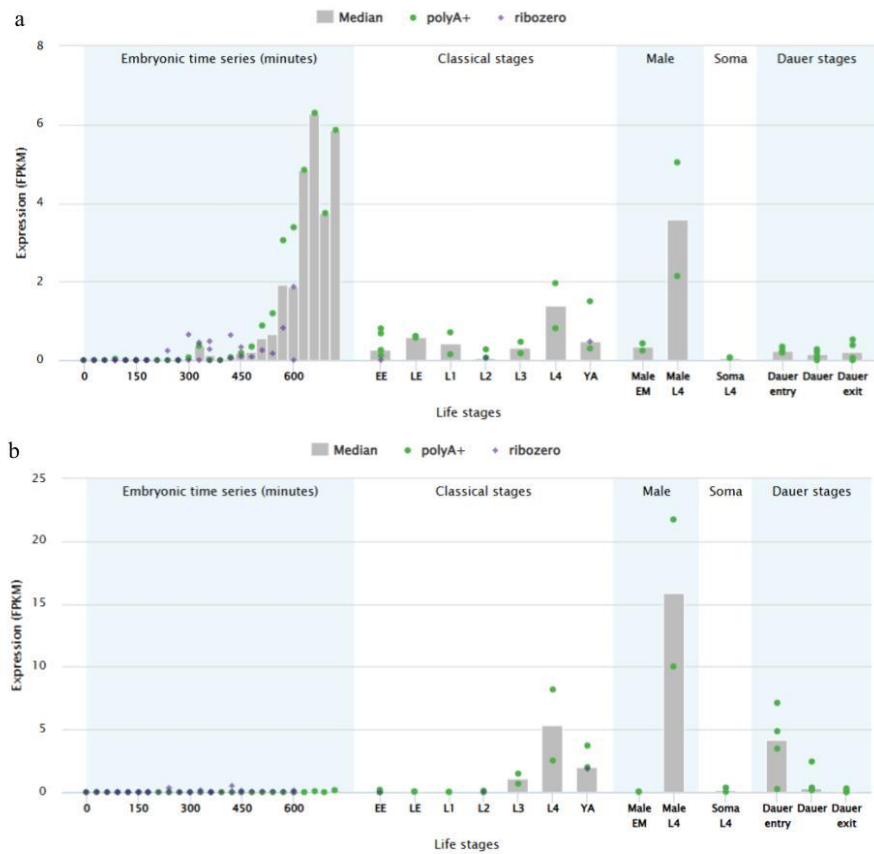 a
Median polyA+ ribozero
8
6
4
2
0
Expression (FPKM)
Embryonic time series (minutes) Classical stages Male Soma Dauer stages
0 150 300 450 600 EE LE L1 L2 L3 L4 YA Male EM Male L4 Soma L4 Dauer entry Dauer Dauer exit
Life stages
b
Median polyA+ ribozero
25
20
15
10
5
0
Expression (FPKM)
Embryonic time series (minutes) Classical stages Male Soma Dauer stages
0 150 300 450 600 EE LE L1 L2 L3 L4 YA Male EM Male L4 Soma L4 Dauer entry Dauer Dauer exit
Life stages